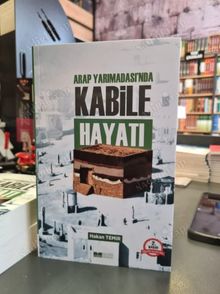 ARAP YARIMADASI'NDA
KABİLE
HAYATI
Hakan TEMİR